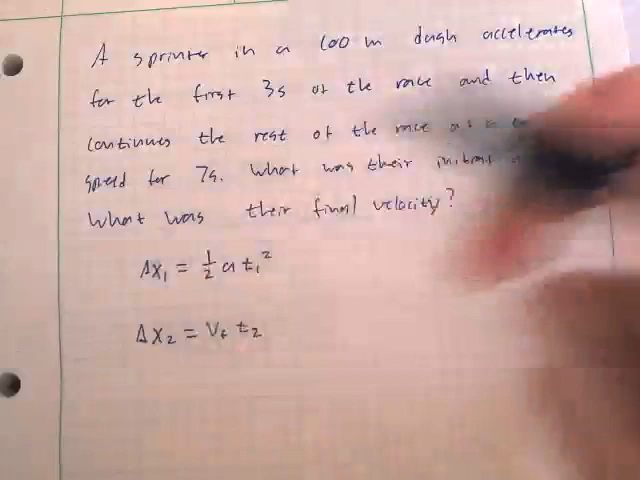 A sprinter in a 100 m dash accelerates
for the first 3s of the race and then
continues the rest of the race at
speed for 7s. What was their initial
What was their final velocity?
Δx₁ = ½ a t₁²
Δx₂ = V_f t₂